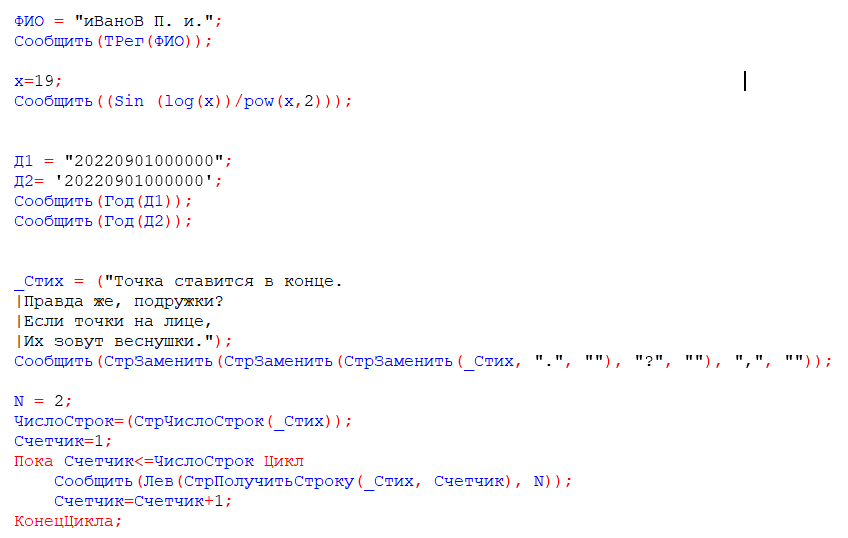 ФИО = "иВаноВ П. и.";
Сообщить(ТРег(ФИО));
x=19;
Сообщить((Sin (log(x))/pow(x,2)));
Д1 = "20220901000000";
Д2= '20220901000000';
Сообщить(Год(Д1));
Сообщить(Год(Д2));
_Стих = ("Точка ставится в конце.
|Правда же, подружки?
|Если точки на лице,
|Их зовут веснушки.");
Сообщить(СтрЗаменить(СтрЗаменить(СтрЗаменить(_Стих, ".", ""), "?", ""), ",", ""));
N = 2;
ЧислоСтрок=(СтрЧислоСтрок(_Стих));
Счетчик=1;
Пока Счетчик<=ЧислоСтрок Цикл
    Сообщить(Лев(СтрПолучитьСтроку(_Стих, Счетчик), N));
    Счетчик=Счетчик+1;
КонецЦикла;